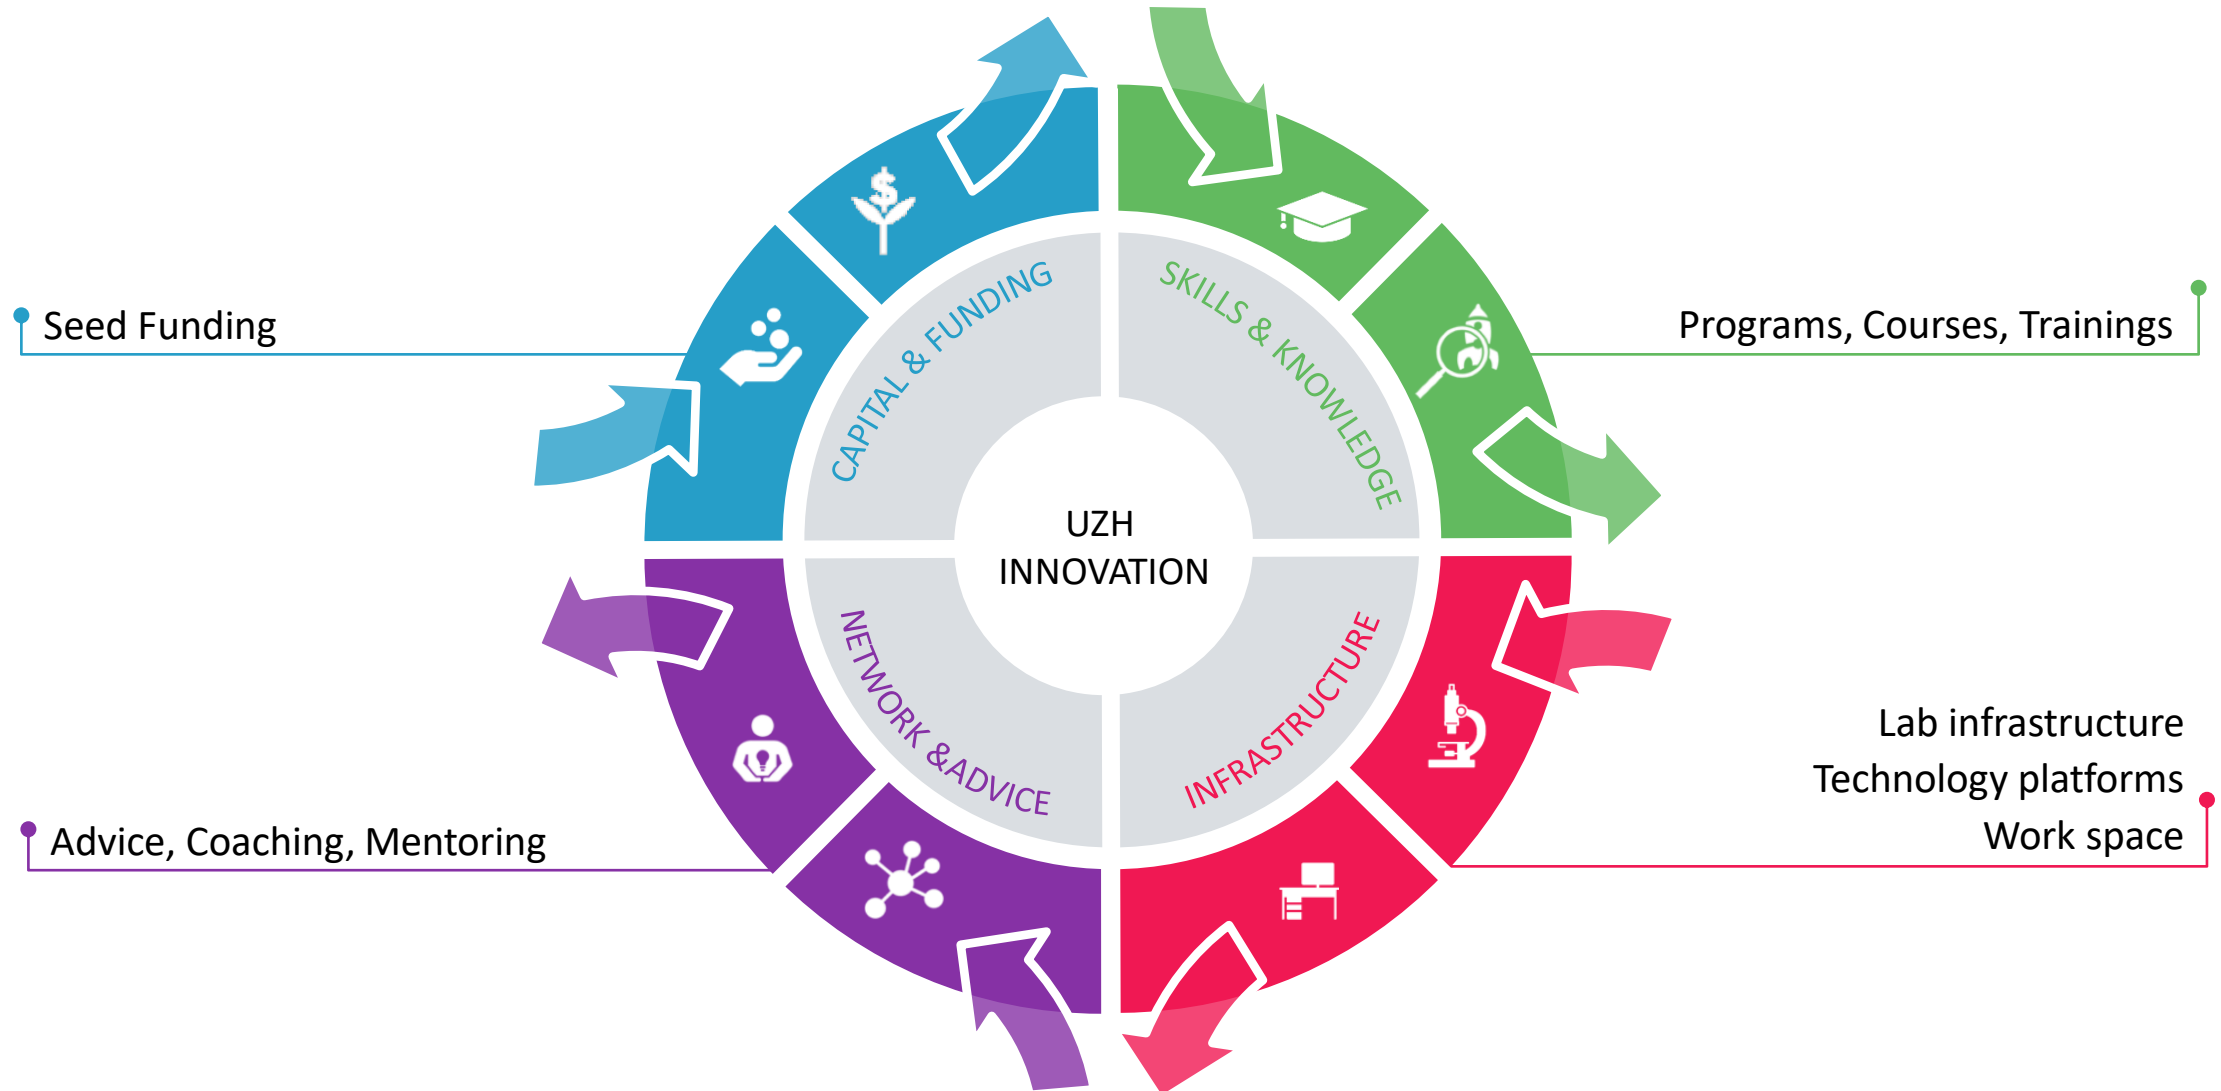 CAPITAL & FUNDING
SKILLS & KNOWLEDGE
Seed Funding
Programs, Courses, Trainings
UZH
INNOVATION
NETWORK &ADVICE
INFRASTRUCTURE
Lab infrastructure
Technology platforms
Work space
Advice, Coaching, Mentoring
$